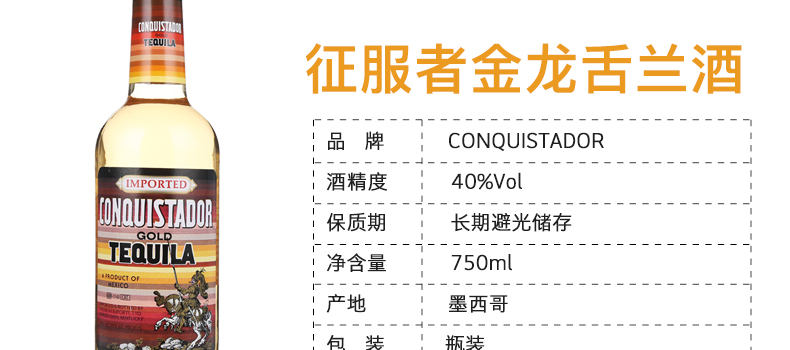 CONQUISTADOR
GOLD
TEQUILA
IMPORTED
CONQUISTADOR
GOLD
TEQUILA
A PRODUCT OF
MEXICO
征服者金龙舌兰酒
品 牌 CONQUISTADOR
酒精度 40%Vol
保质期 长期避光储存
净含量 750ml
产地 墨西哥
包 装 瓶装